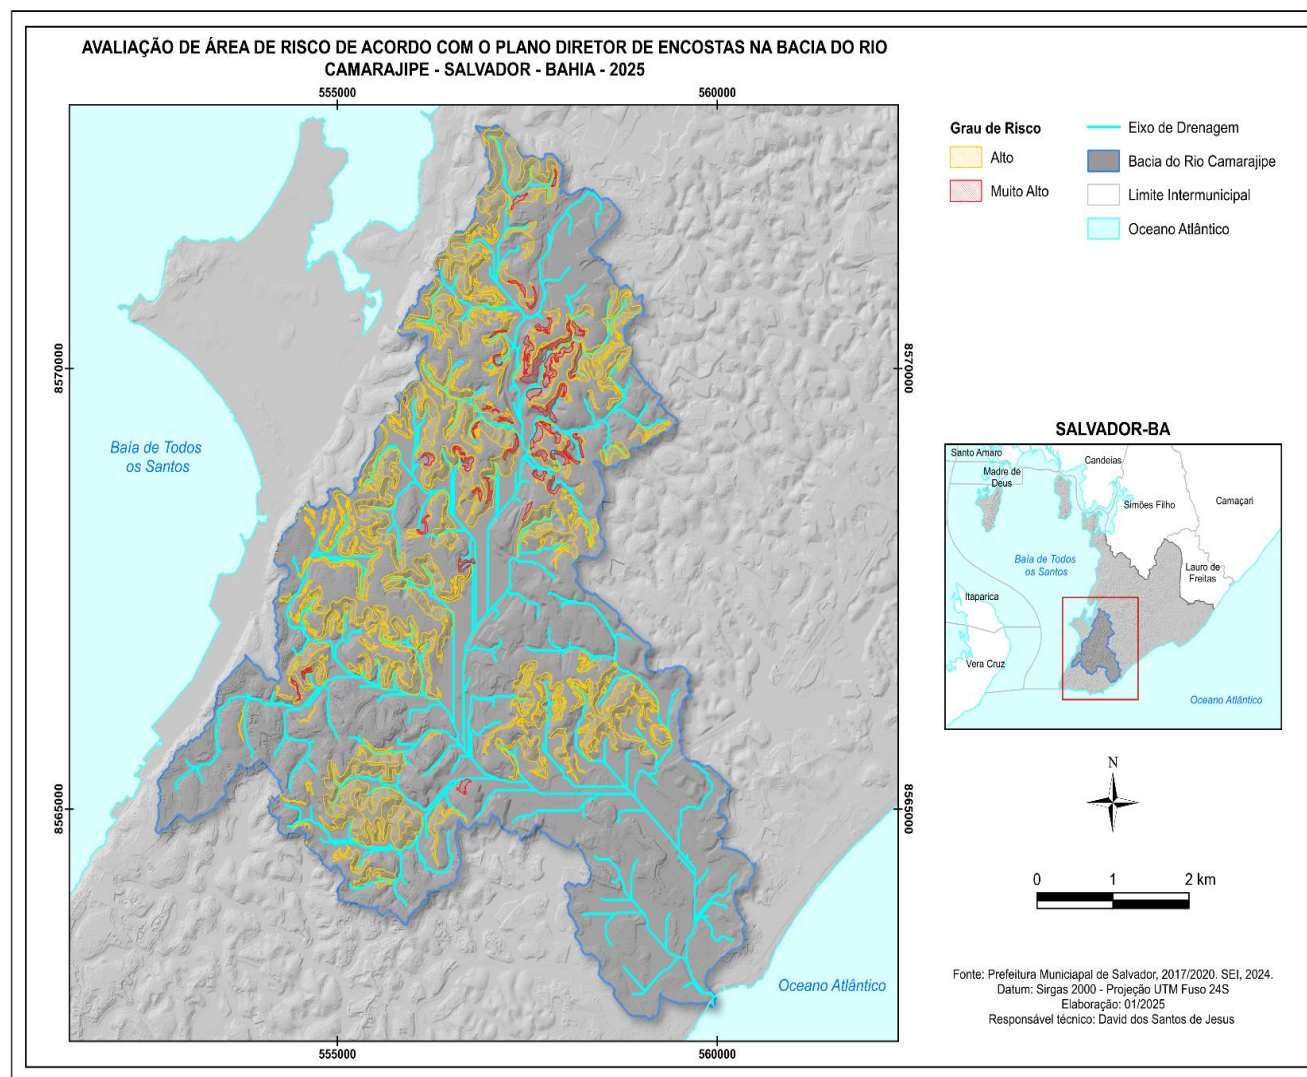 AVALIAÇÃO DE ÁREA DE RISCO DE ACORDO COM O PLANO DIRETOR DE ENCOSTAS NA BACIA DO RIO
CAMARAJIPE - SALVADOR - BAHIA - 2025
555000
560000
8570000
8570000
8565000
8565000
Baía de Todos
os Santos
Oceano Atlântico
555000
560000
Grau de Risco
Alto
Muito Alto
Eixo de Drenagem
Bacia do Rio Camarajipe
Limite Intermunicipal
Oceano Atlântico
SALVADOR-BA
Santo Amaro
Madre de
Deus
Candeias
Simões Filho
Camaçari
Baía de Todos
os Santos
Lauro de
Freitas
Itaparica
Vera Cruz
Oceano Atlântico
N
0 1 2 km
Fonte: Prefeitura Municiapal de Salvador, 2017/2020. SEI, 2024.
Datum: Sirgas 2000 - Projeção UTM Fuso 24S
Elaboração: 01/2025
Responsável técnico: David dos Santos de Jesus